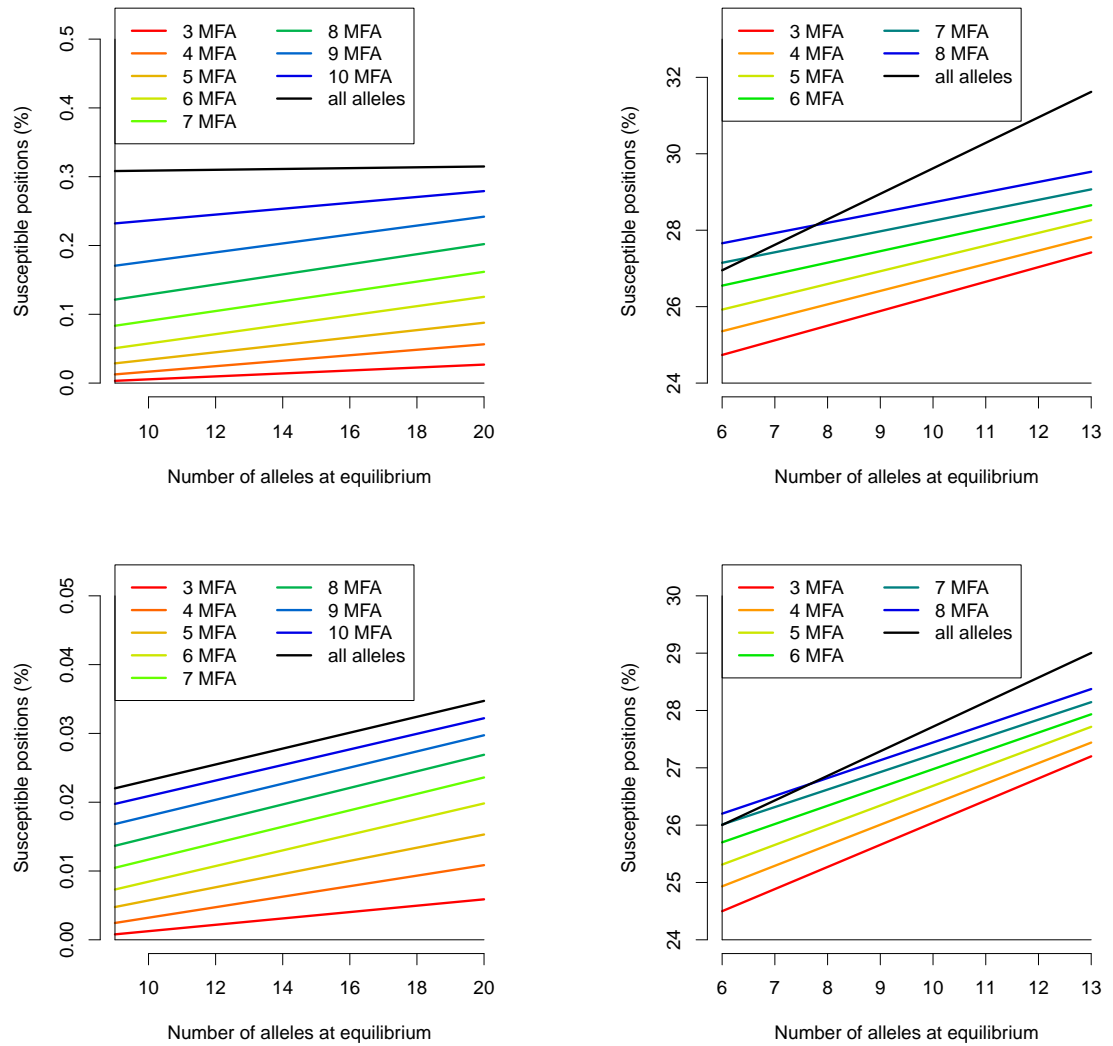 3 MFA
4 MFA
5 MFA
6 MFA
7 MFA
8 MFA
9 MFA
10 MFA
all alleles
Susceptible positions (%)
0.5
0.4
0.3
0.2
0.1
0.0
10 12 14 16 18 20
Number of alleles at equilibrium
3 MFA
4 MFA
5 MFA
6 MFA
7 MFA
8 MFA
all alleles
Susceptible positions (%)
32
30
28
26
24
6 7 8 9 10 11 12 13
Number of alleles at equilibrium
3 MFA
4 MFA
5 MFA
6 MFA
7 MFA
8 MFA
9 MFA
10 MFA
all alleles
Susceptible positions (%)
0.05
0.04
0.03
0.02
0.01
0.00
10 12 14 16 18 20
Number of alleles at equilibrium
3 MFA
4 MFA
5 MFA
6 MFA
7 MFA
8 MFA
all alleles
Susceptible positions (%)
30
29
28
27
26
25
24
6 7 8 9 10 11 12 13
Number of alleles at equilibrium